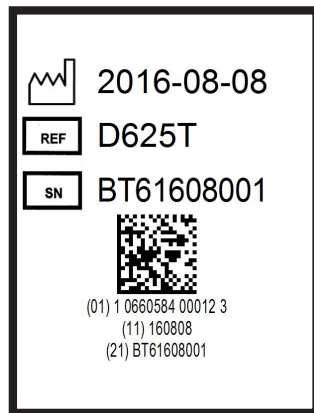 2016-08-08
REF D625T
SN BT61608001
(01) 1 0660584 00012 3
(11) 160808
(21) BT61608001